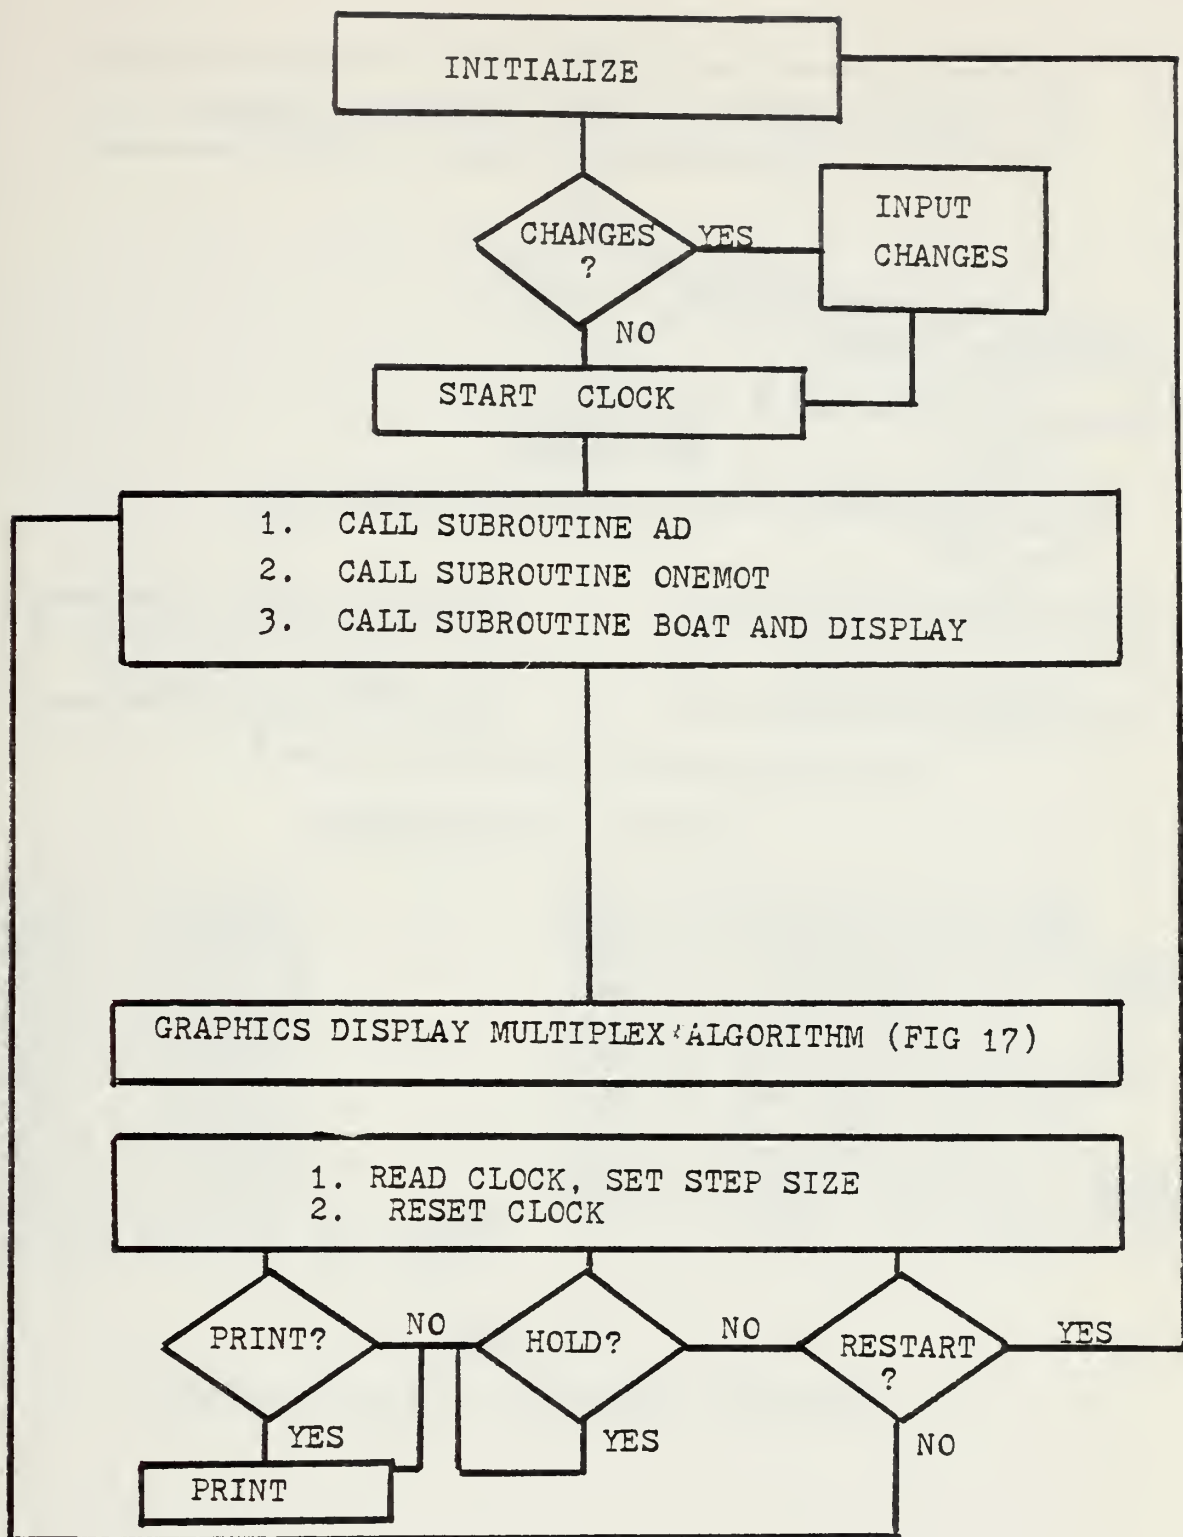 INITIALIZE
CHANGES
?
YES
INPUT
CHANGES
NO
START CLOCK
1. CALL SUBROUTINE AD
2. CALL SUBROUTINE ONEMOT
3. CALL SUBROUTINE BOAT AND DISPLAY
GRAPHICS DISPLAY MULTIPLEX ALGORITHM (FIG 17)
1. READ CLOCK, SET STEP SIZE
2. RESET CLOCK
PRINT?
NO
HOLD?
NO
RESTART
?
YES
YES
YES
NO
PRINT